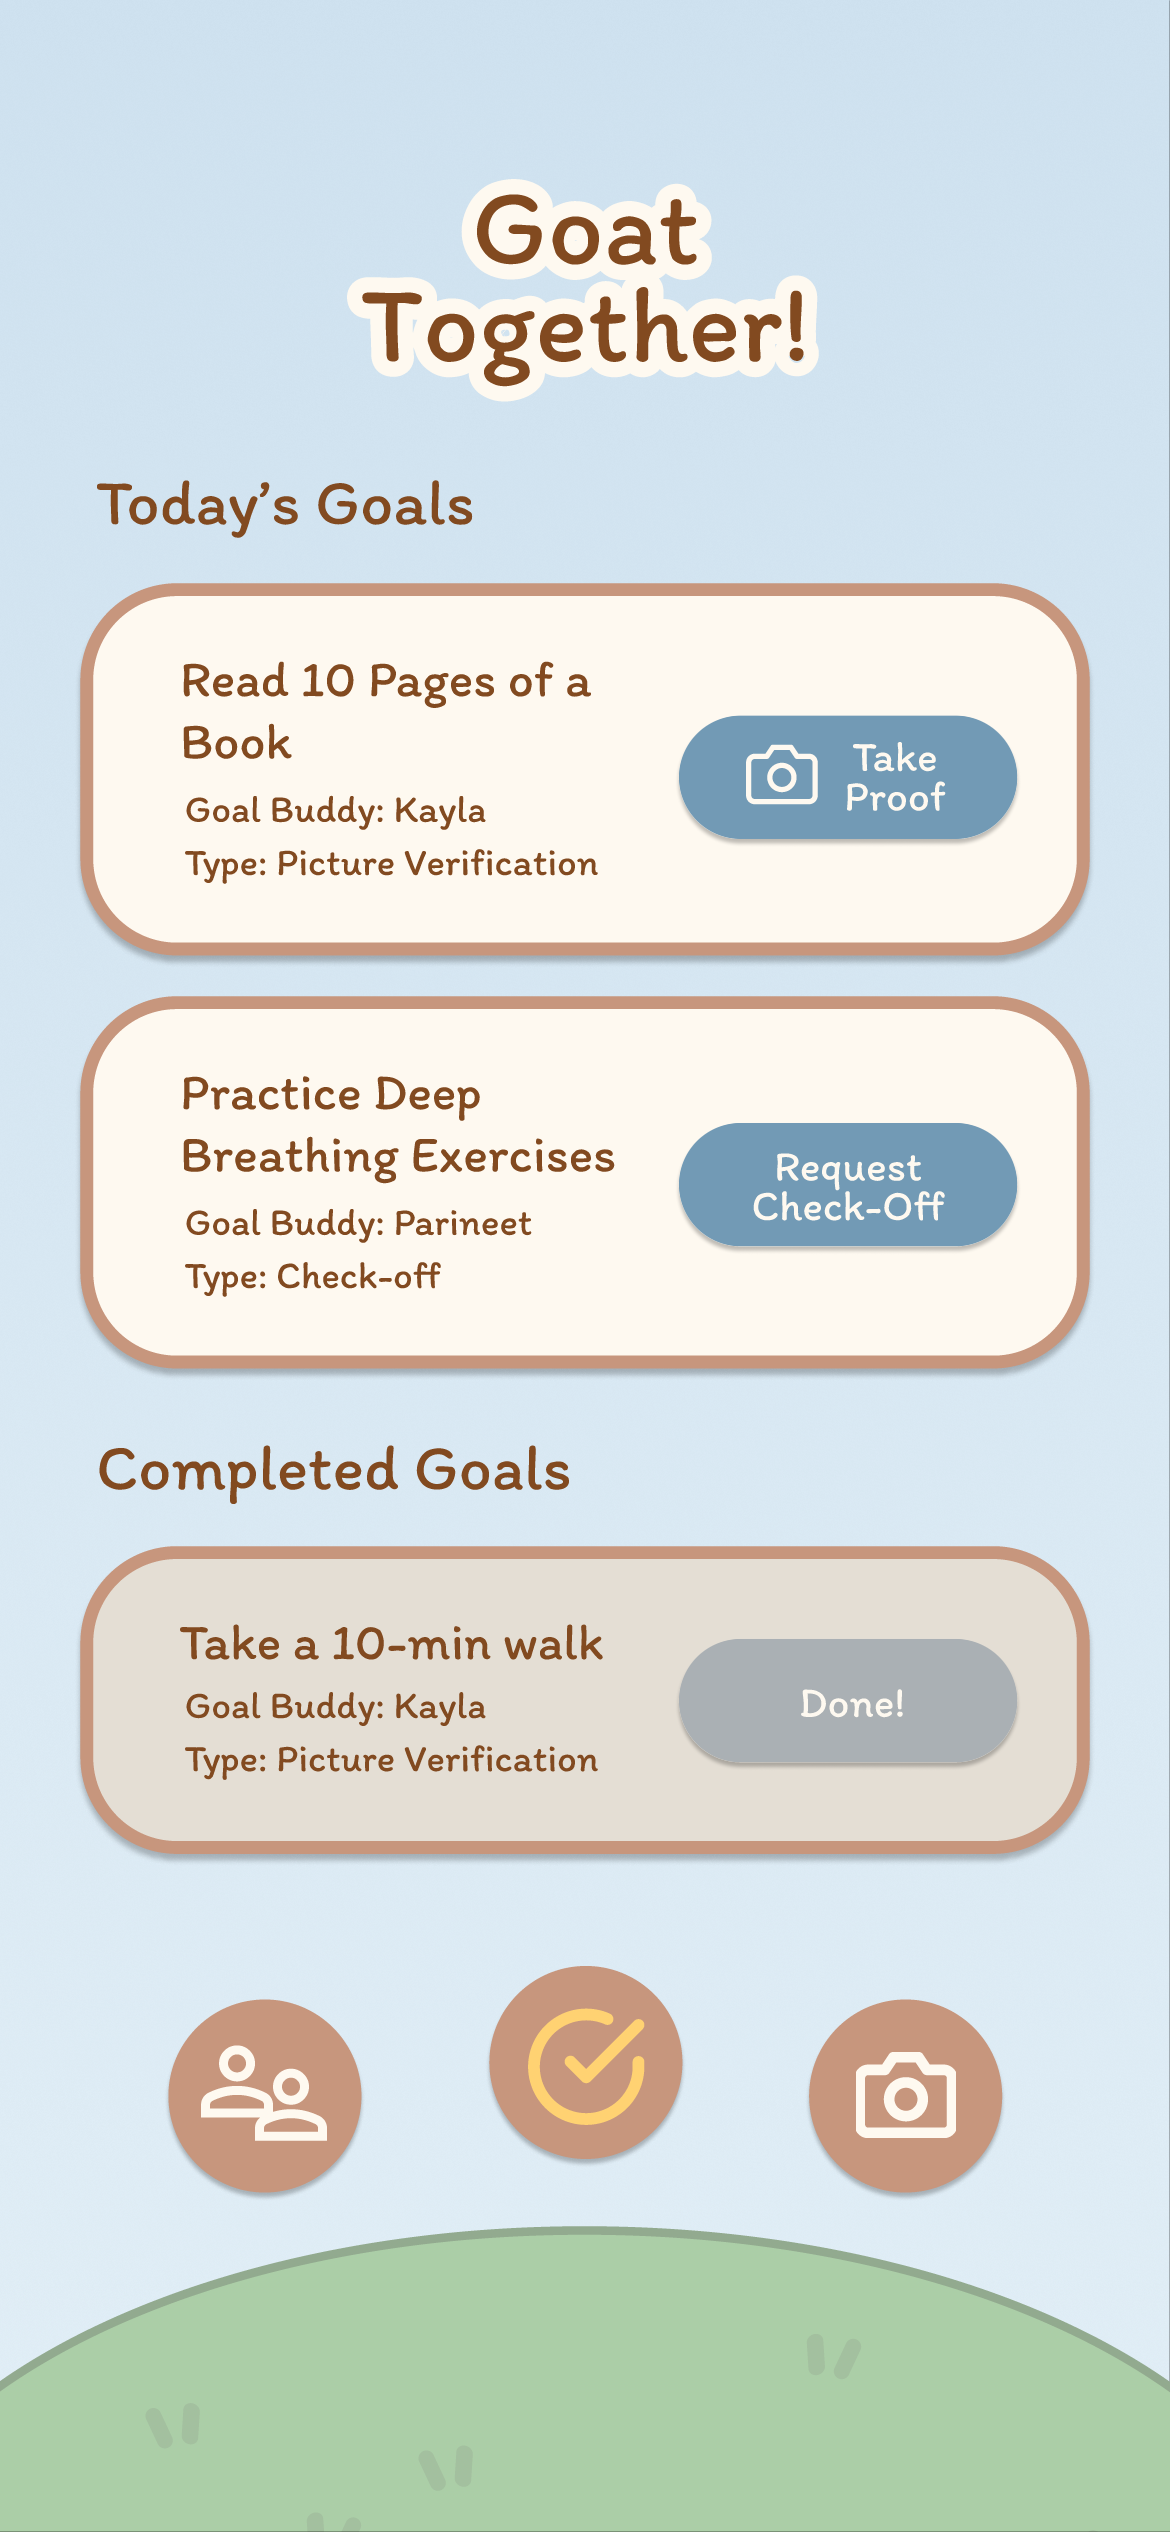 Goat
Together!
Today’s Goals
Read 10 Pages of a
Book
Goal Buddy: Kayla
Type: Picture Verification
Take
Proof
Practice Deep
Breathing Exercises
Goal Buddy: Parineet
Type: Check-off
Request
Check-Off
Completed Goals
Take a 10-min walk
Goal Buddy: Kayla
Type: Picture Verification
Done!